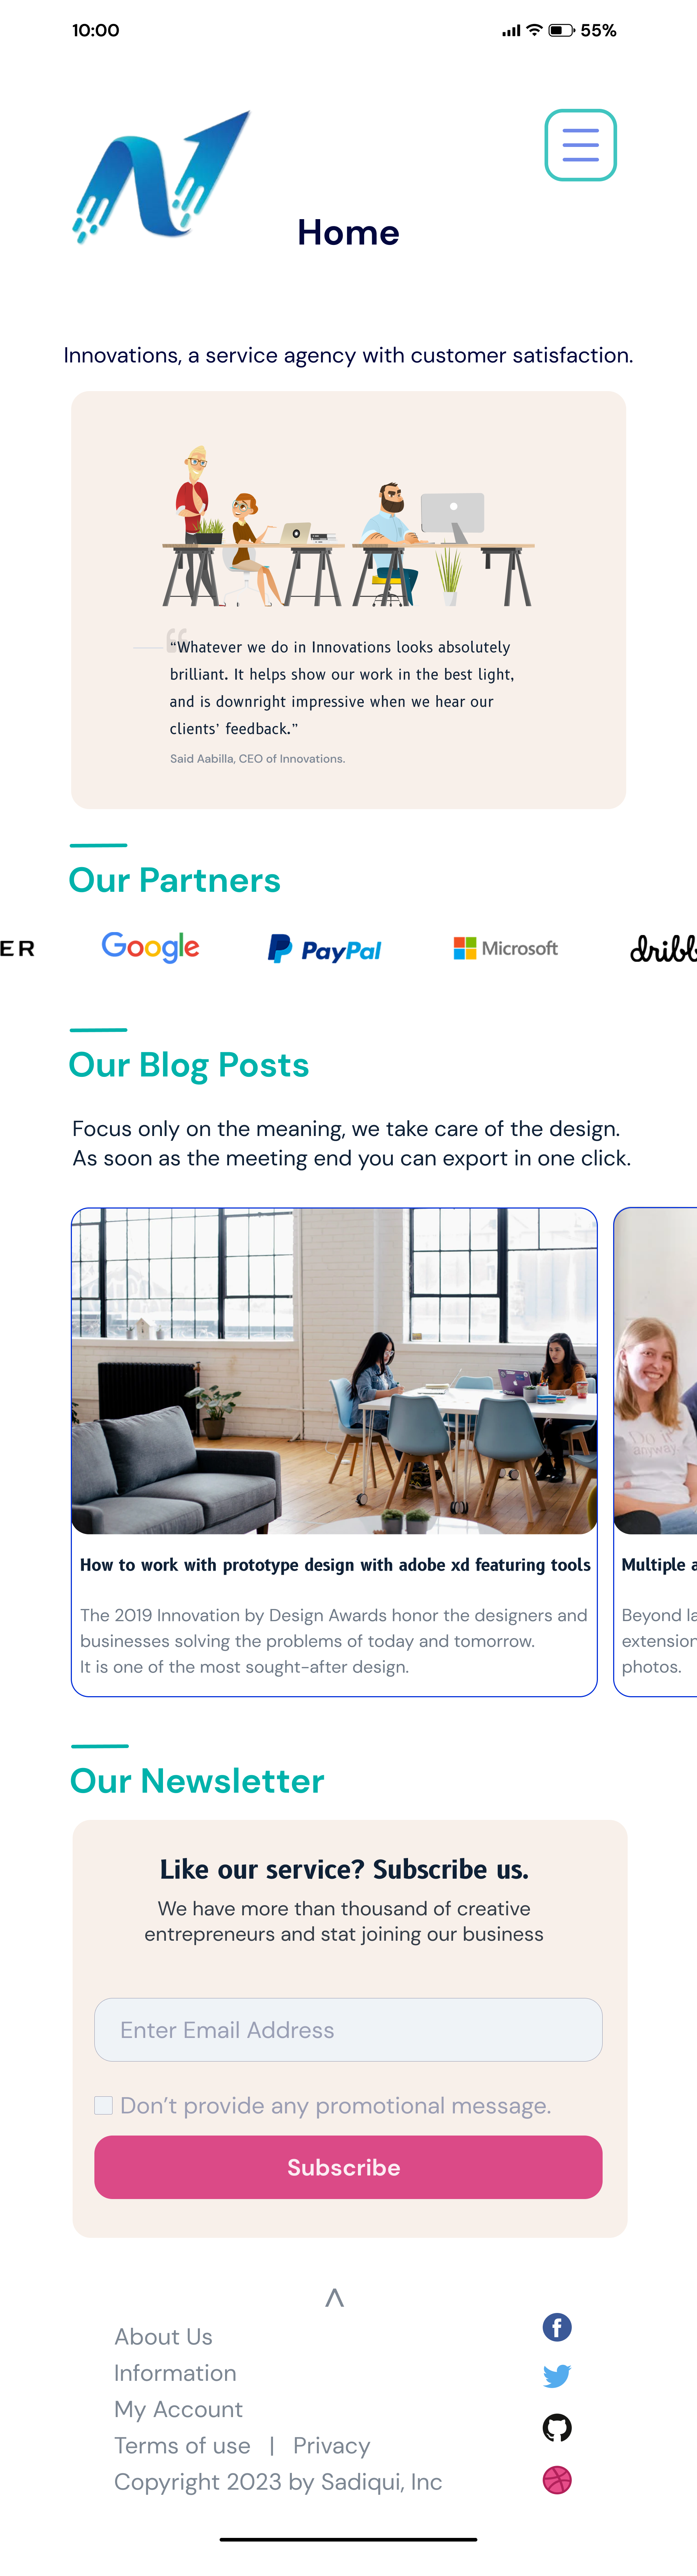 10:00
55%
Home
Innovations, a service agency with customer satisfaction.
“Whatever we do in Innovations looks absolutely
brilliant. It helps show our work in the best light,
and is downright impressive when we hear our
clients’ feedback.”
Said Aabilla, CEO of Innovations.
Our Partners
ER
Google
PayPal
Microsoft
dribb
Our Blog Posts
Focus only on the meaning, we take care of the design.
As soon as the meeting end you can export in one click.
How to work with prototype design with adobe xd featuring tools
The 2019 Innovation by Design Awards honor the designers and
businesses solving the problems of today and tomorrow.
It is one of the most sought-after design.
Do it
anyway.
Multiple a
Beyond la
extension
photos.
Our Newsletter
Like our service? Subscribe us.
We have more than thousand of creative
entrepreneurs and stat joining our business
Enter Email Address
Don’t provide any promotional message.
Subscribe
About Us
Information
My Account
Terms of use | Privacy
Copyright 2023 by Sadiqui, Inc